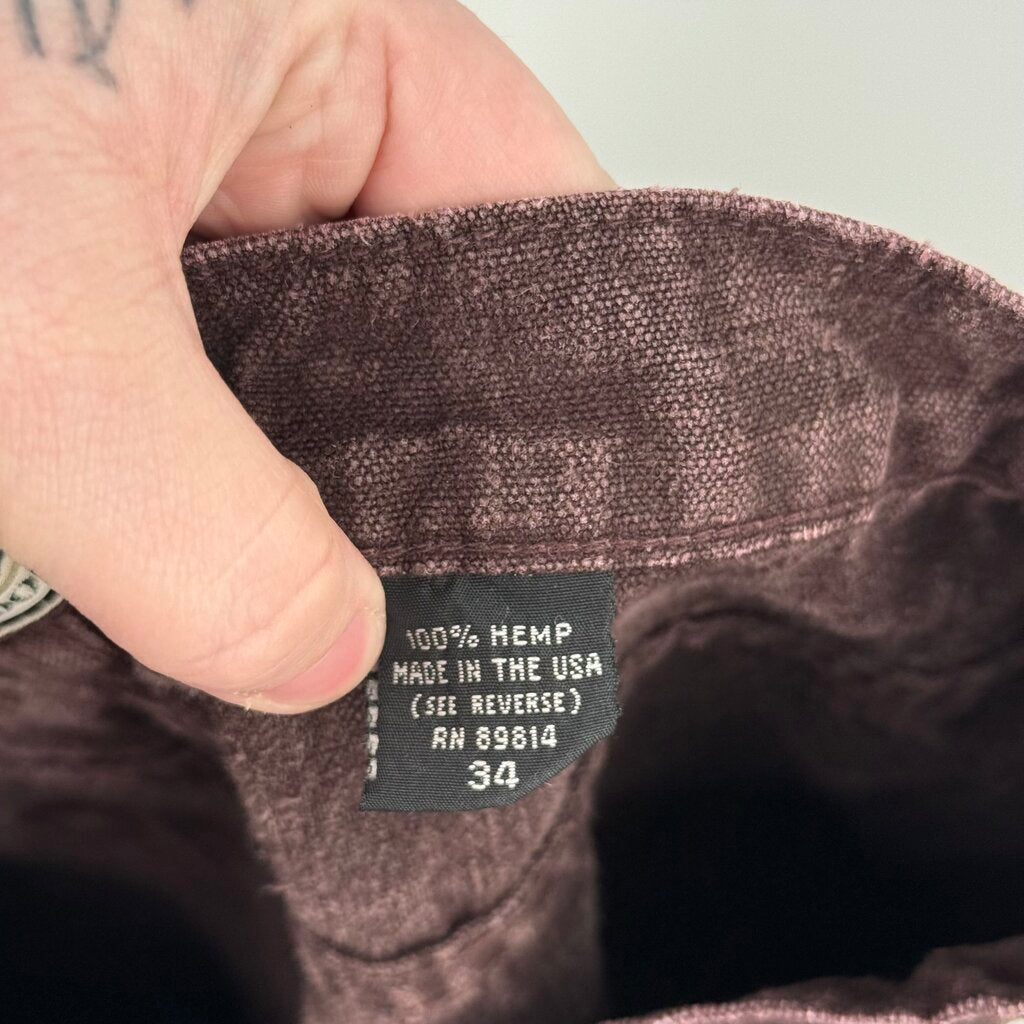 100% HEMP
MADE IN THE USA
(SEE REVERSE)
RN 89814
34